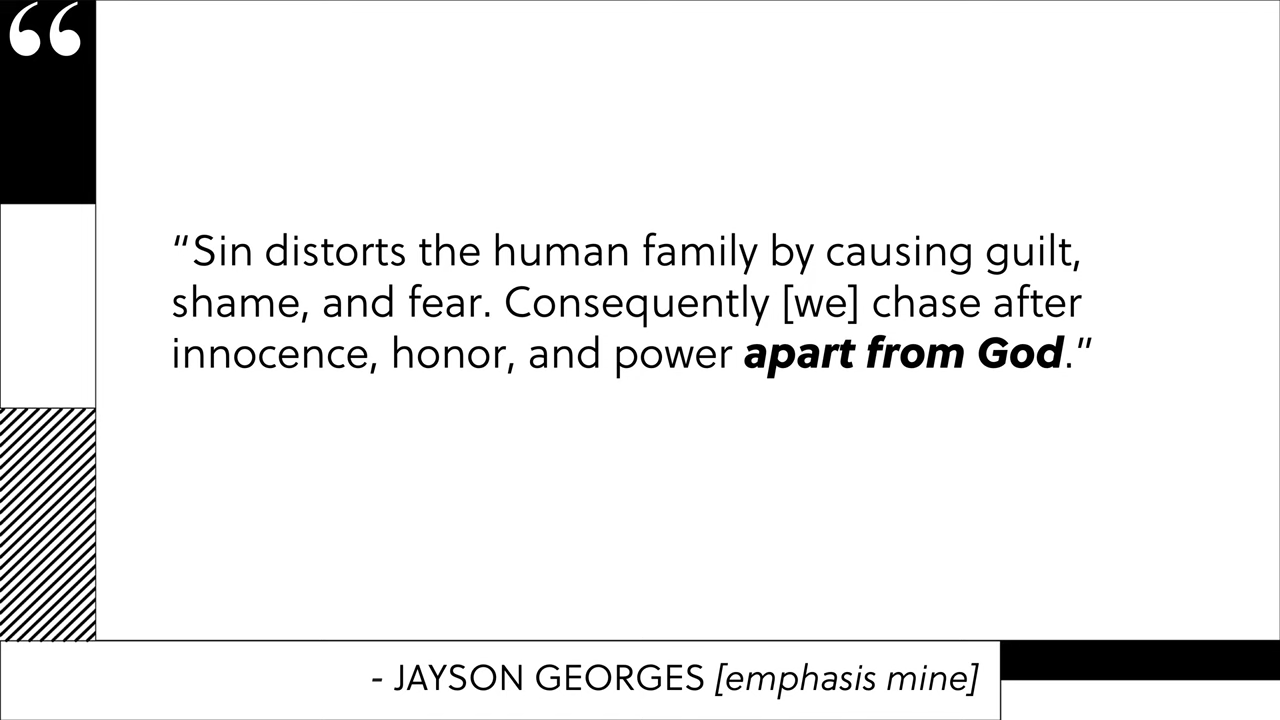 “
“Sin distorts the human family by causing guilt,
shame, and fear. Consequently [we] chase after
innocence, honor, and power apart from God.”
- JAYSON GEORGES [emphasis mine]